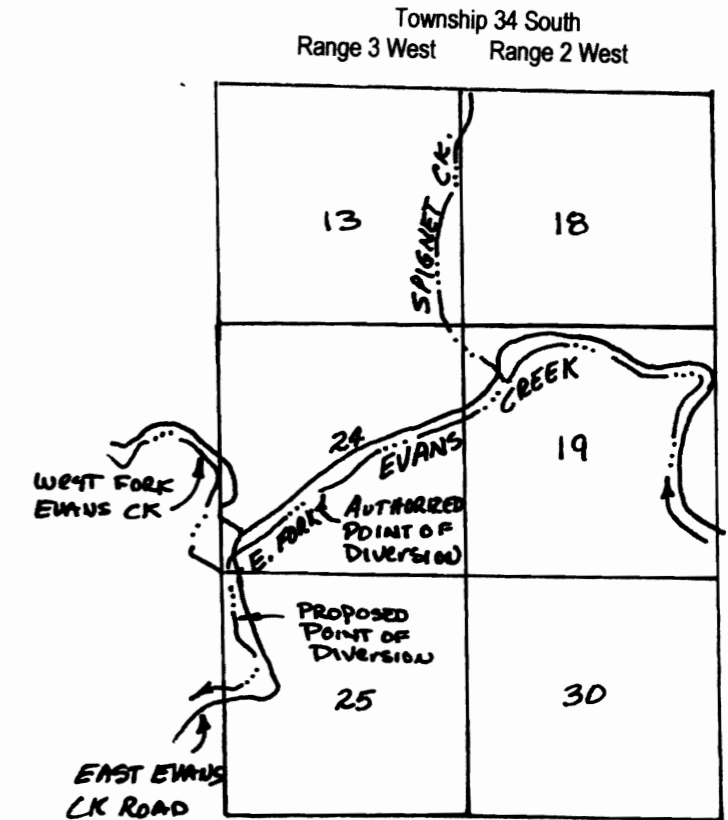 Township 34 South
Range 3 West Range 2 West
13
18
SPIGNET CK.
24
EVANS
CREEK
19
WEST FORK
EVANS CK
E. FORK
AUTHORIZED
POINT OF
DIVERSION
PROPOSED
POINT OF
DIVERSION
25
30
EAST EVANS
CK ROAD